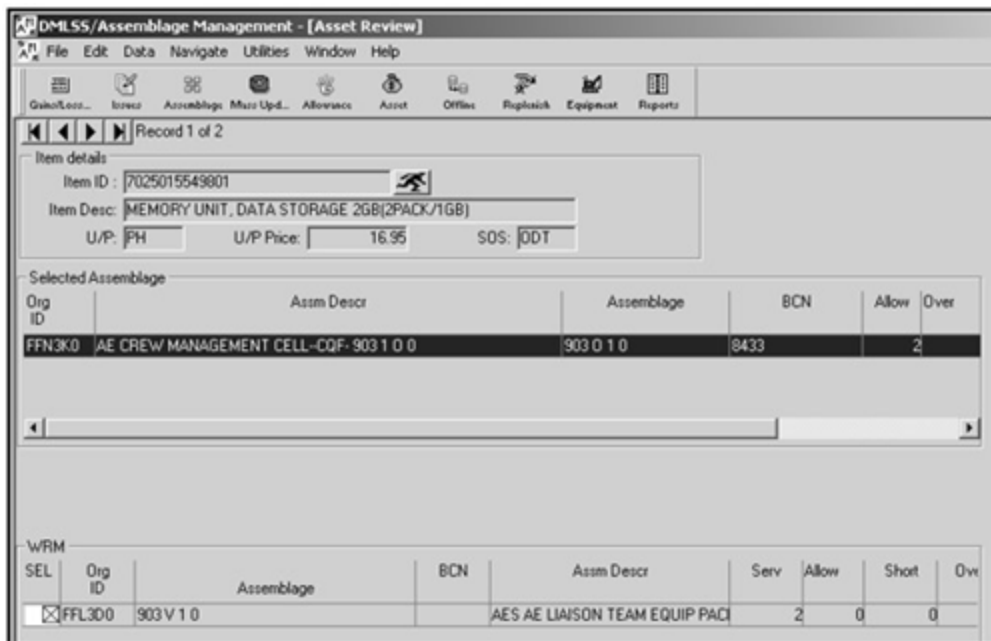 DMLSS/Assemblage Management - [Asset Review]
File Edit Data Navigate Utilities Window Help
Gains/Loss... Issues Assemblage Mass Upd... Allowance Asset Offline Replenish Equipment Reports
Record 1 of 2
Item details
Item ID : 7025015549801
Item Desc: MEMORY UNIT, DATA STORAGE 2GB(2PACK/1GB)
U/P: PH U/P Price: 16.95 SOS: ODT
Selected Assemblage
Org ID Assm Descr Assemblage BCN Allow Over
FFN3K0 AE CREW MANAGEMENT CELL--CQF- 903 1 O 0 903 O 1 0 8433 2
WRM
SEL Org ID Assemblage BCN Assm Descr Serv Allow Short Ove
FFL3D0 903 V 1 0 AES AE LIAISON TEAM EQUIP PAC 2 0 0